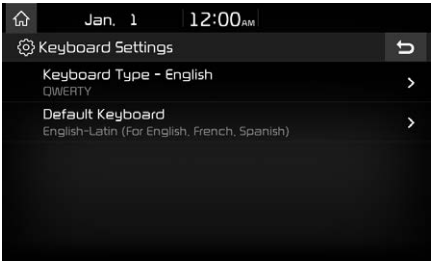 Jan. 1 12:00AM
Keyboard Settings
Keyboard Type - English
QWERTY
Default Keyboard
English-Latin (For English, French, Spanish)